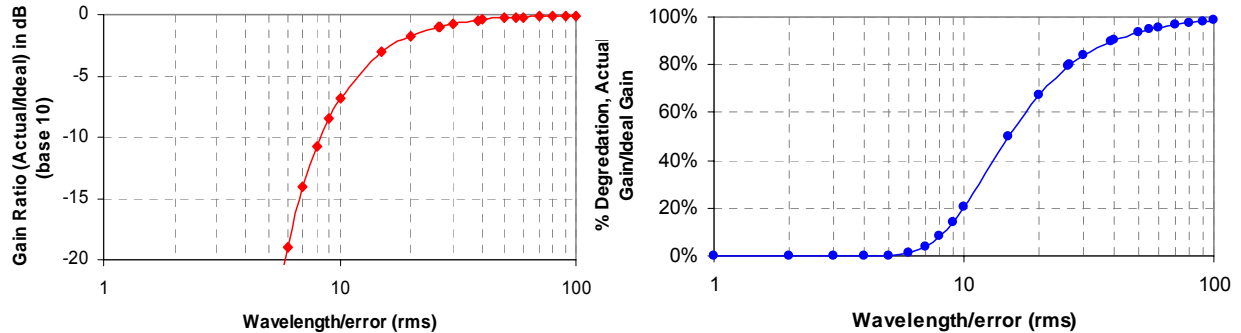 Gain Ratio (Actual/Ideal) in dB
(base 10)
0
-5
-10
-15
-20
1
10
100
Wavelength/error (rms)
% Degredation, Actual
Gain/Ideal Gain
100%
80%
60%
40%
20%
0%
1
10
100
Wavelength/error (rms)